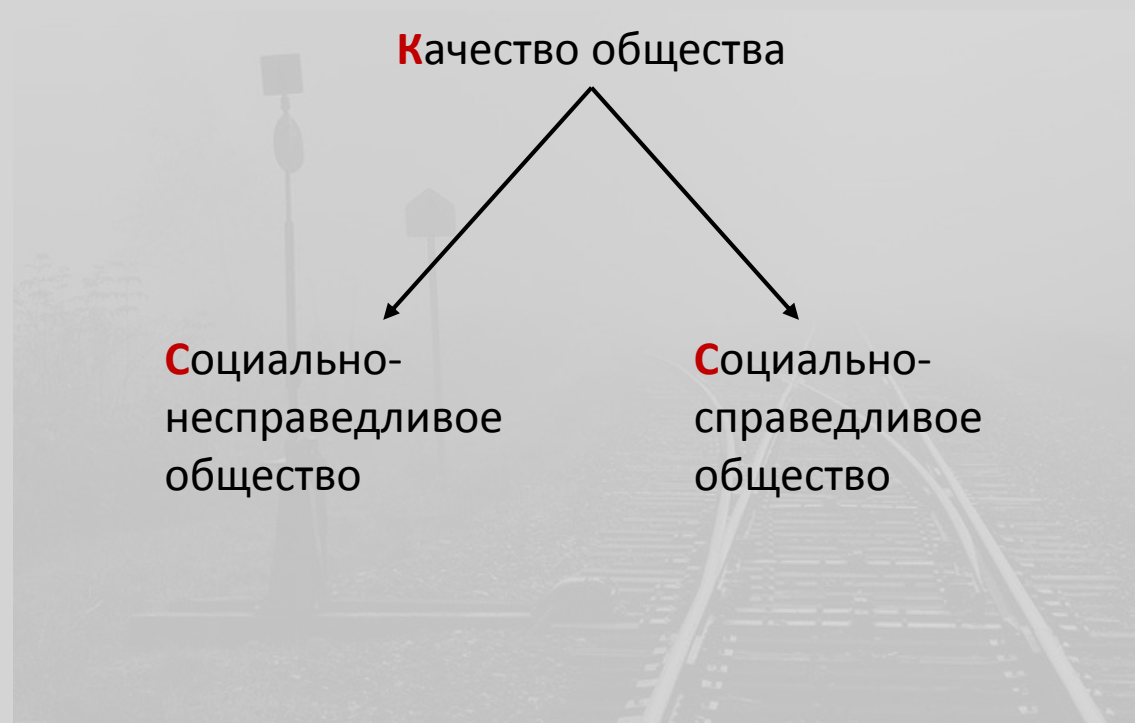 Качество общества
Социально-
несправедливое
общество
Социально-
справедливое
общество